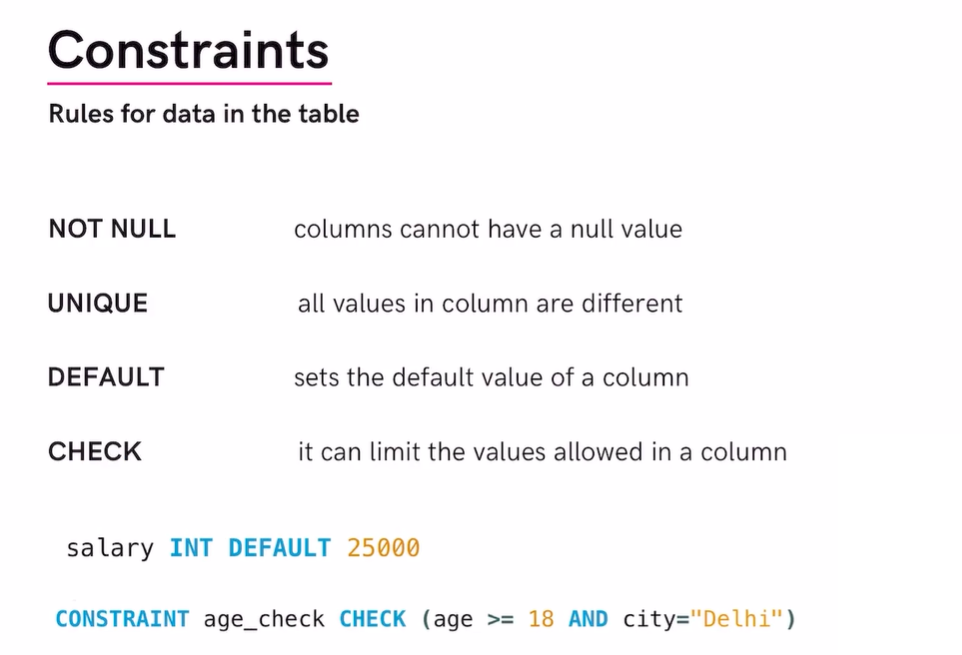 Constraints
Rules for data in the table
NOT NULL columns cannot have a null value
UNIQUE all values in column are different
DEFAULT sets the default value of a column
CHECK it can limit the values allowed in a column
salary INT DEFAULT 25000
CONSTRAINT age_check CHECK (age >= 18 AND city="Delhi")